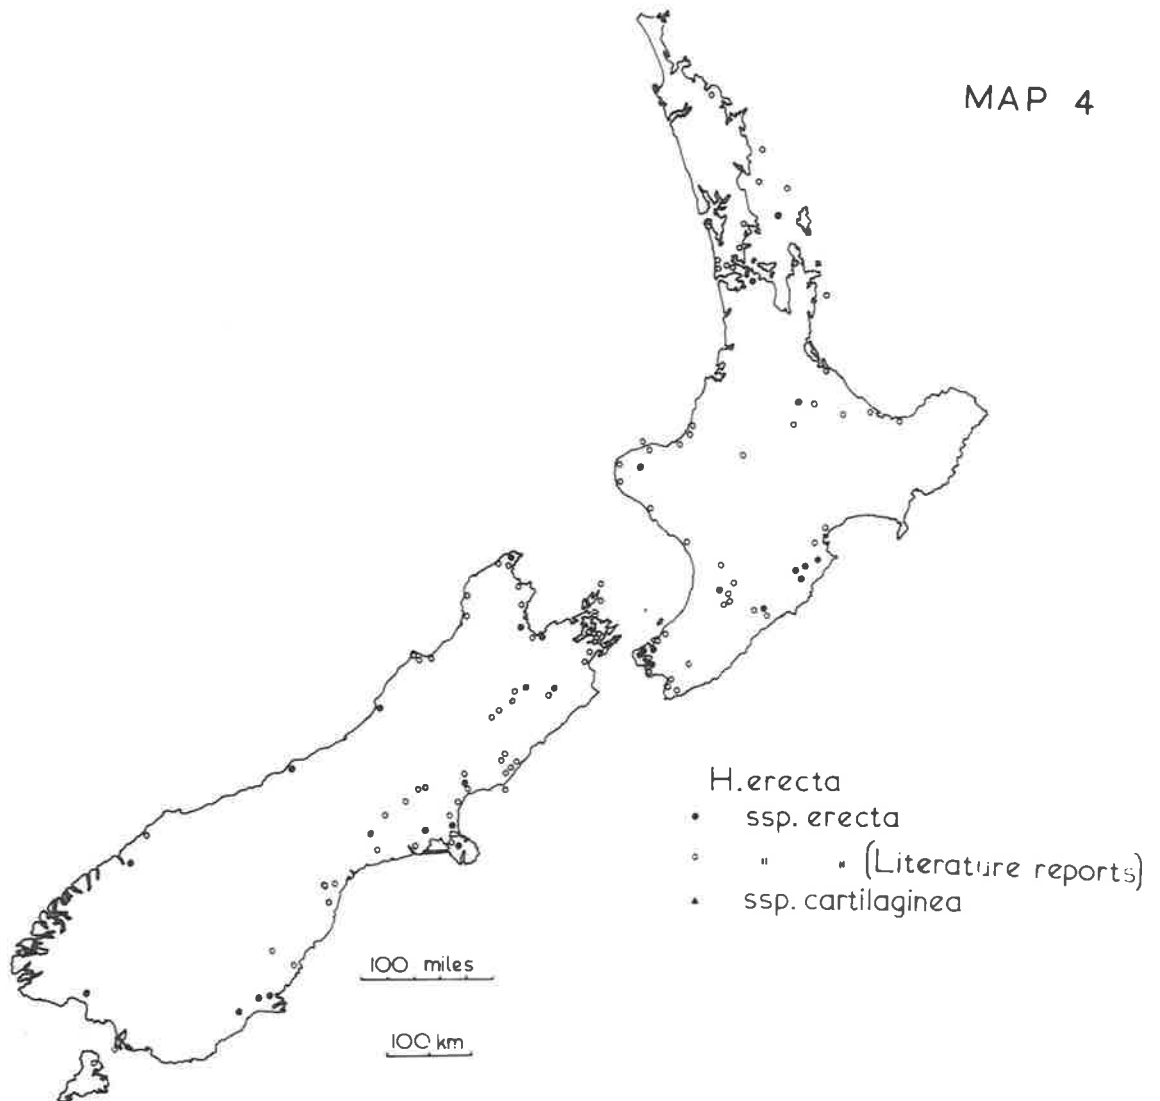 MAP 4
H. erecta
ssp. erecta
" " (Literature reports)
ssp. cartilaginea
100 miles
100 km